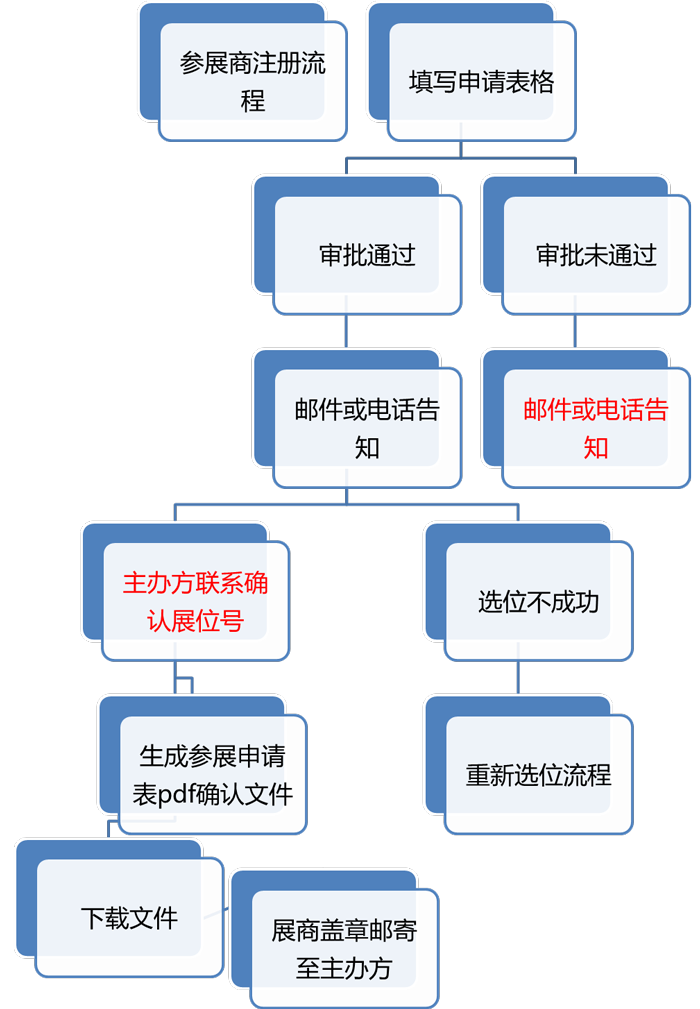 参展商注册流
程
填写申请表格
审批通过
审批未通过
邮件或电话告
知
邮件或电话告
知
主办方联系确
认展位号
选位不成功
生成参展申请
表pdf确认文件
重新选位流程
下载文件
展商盖章邮寄
至主办方